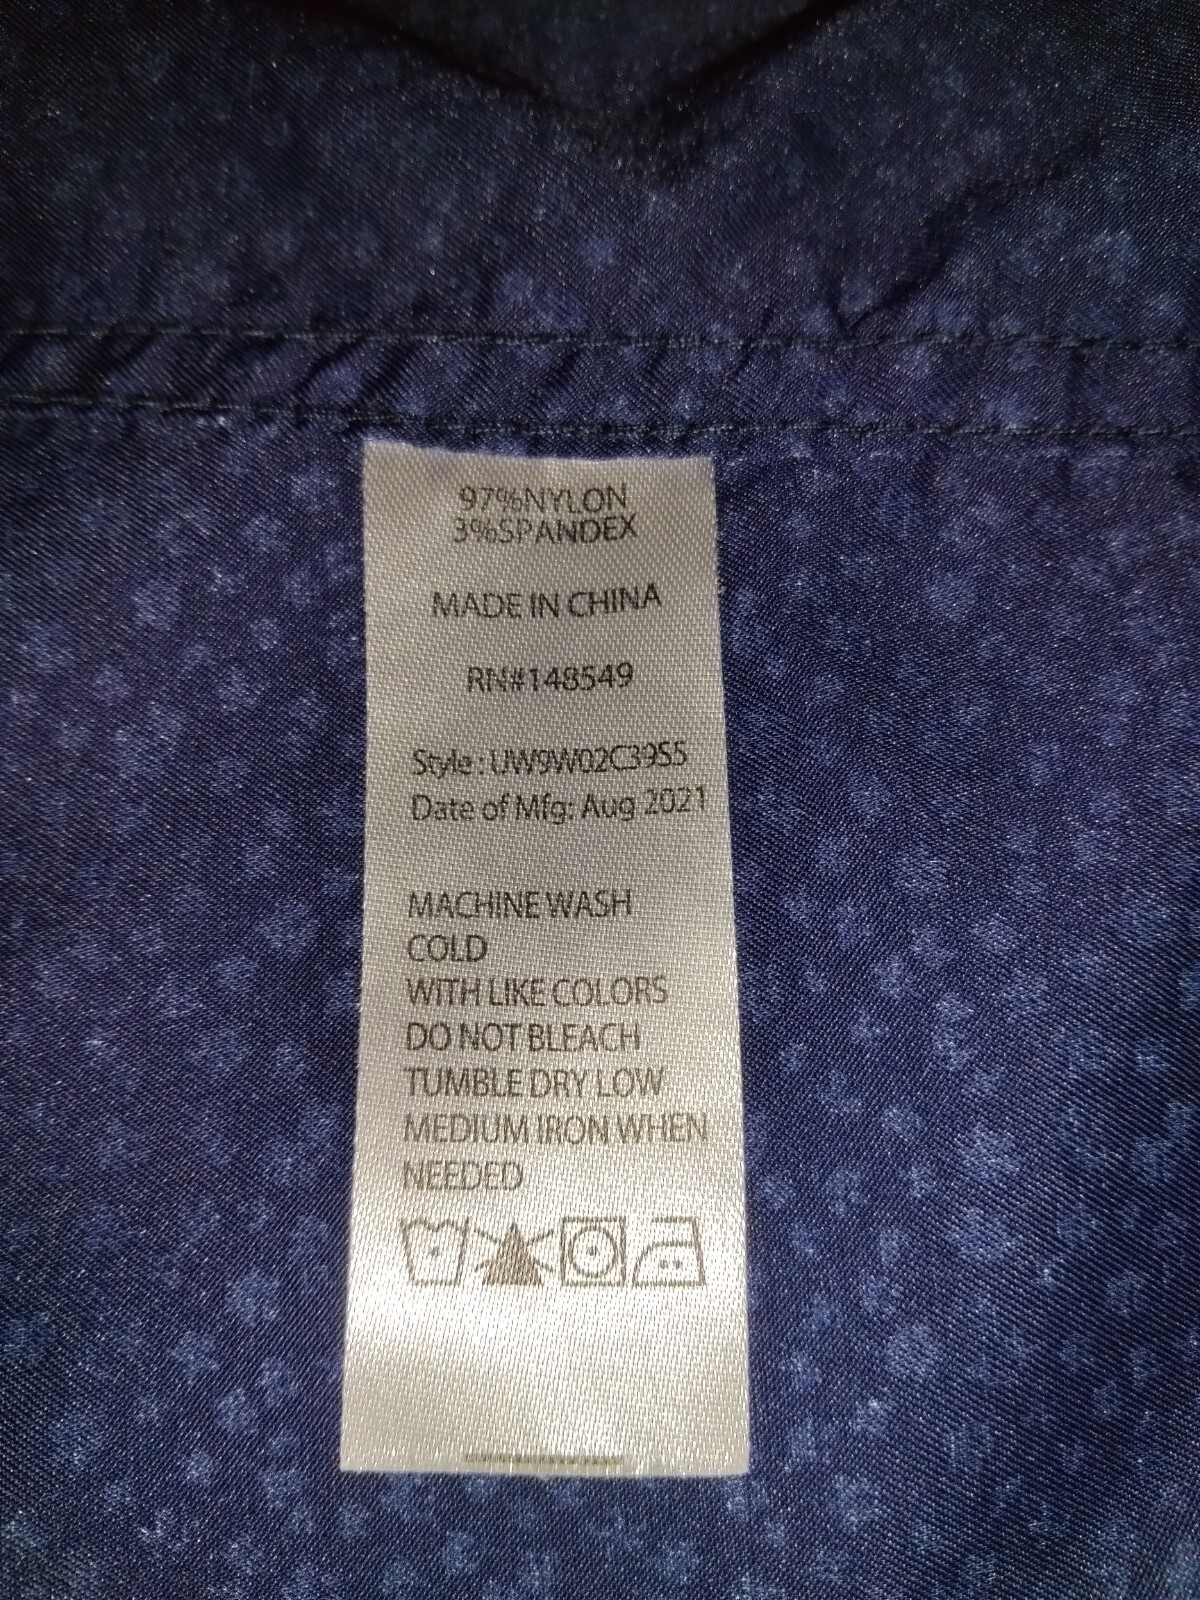 97%NYLON
3%SPANDEX
MADE IN CHINA
RN#148549
Style : UW9W02C39S5
Date of Mfg: Aug 2021
MACHINE WASH
COLD
WITH LIKE COLORS
DO NOT BLEACH
TUMBLE DRY LOW
MEDIUM IRON WHEN
NEEDED